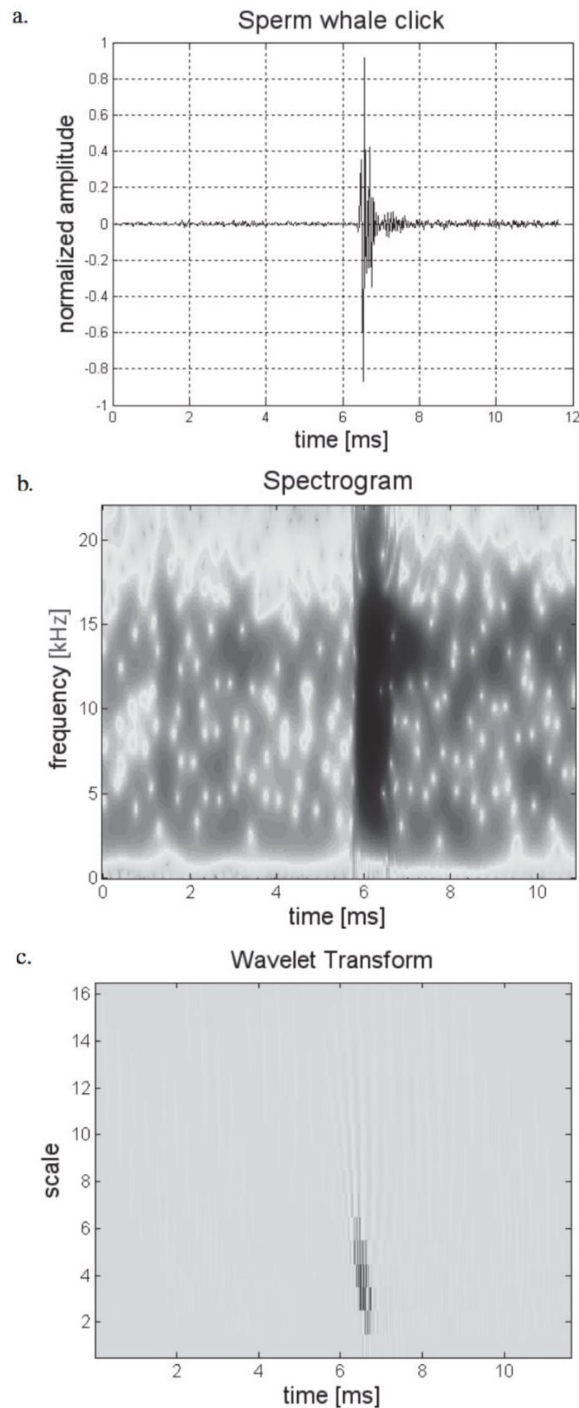 a.
Sperm whale click
1
0.8
0.6
0.4
0.2
0
-0.2
-0.4
-0.6
-0.8
-1
normalized amplitude
0 2 4 6 8 10 12
time [ms]
b.
Spectrogram
20
15
10
5
0
frequency [kHz]
0 2 4 6 8 10
time [ms]
c.
Wavelet Transform
16
14
12
10
8
6
4
2
scale
2 4 6 8 10
time [ms]